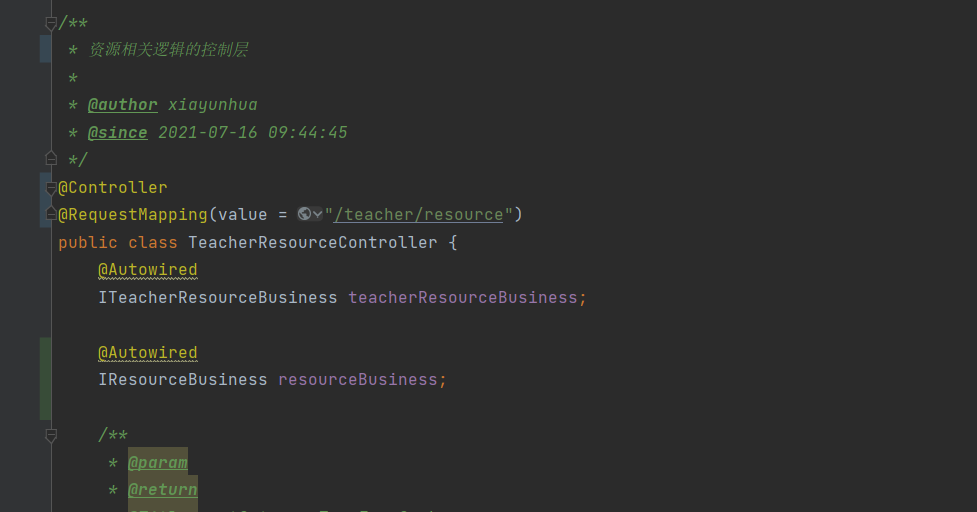 /**
* 资源相关逻辑的控制层
*
* @author xiayunhua
* @since 2021-07-16 09:44:45
*/
@Controller
@RequestMapping(value = "/teacher/resource")
public class TeacherResourceController {
@Autowired
ITeacherResourceBusiness teacherResourceBusiness;
@Autowired
IResourceBusiness resourceBusiness;
/**
* @param
* @return